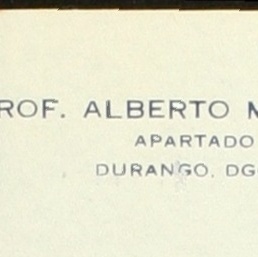 ROF. ALBERTO M
APARTADO
DURANGO, DG